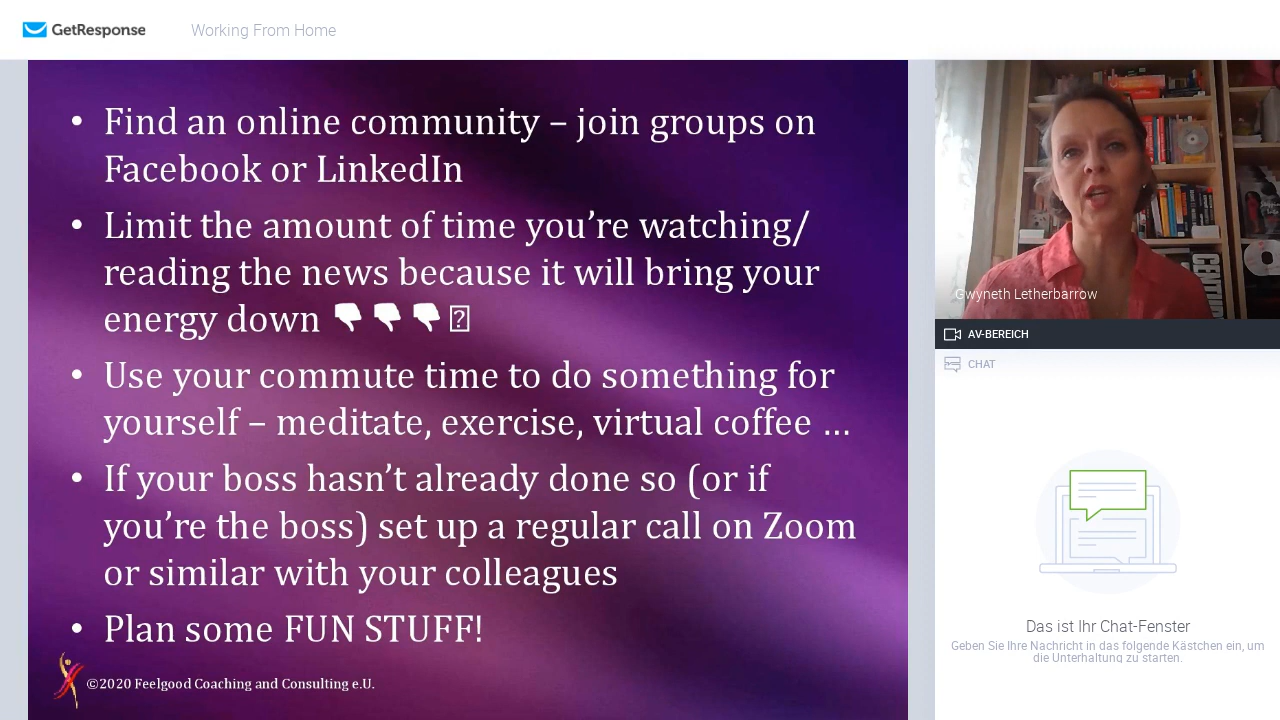 GetResponse
Working From Home
• Find an online community – join groups on
Facebook or LinkedIn
• Limit the amount of time you’re watching/
reading the news because it will bring your
energy down 👎👎👎
• Use your commute time to do something for
yourself – meditate, exercise, virtual coffee …
• If your boss hasn’t already done so (or if
you’re the boss) set up a regular call on Zoom
or similar with your colleagues
• Plan some FUN STUFF!
©2020 Feelgood Coaching and Consulting e.U.
Gwyneth Letherbarrow
AV-BEREICH
CHAT
Das ist Ihr Chat-Fenster
Geben Sie Ihre Nachricht in das folgende Kästchen ein, um
die Unterhaltung zu starten.